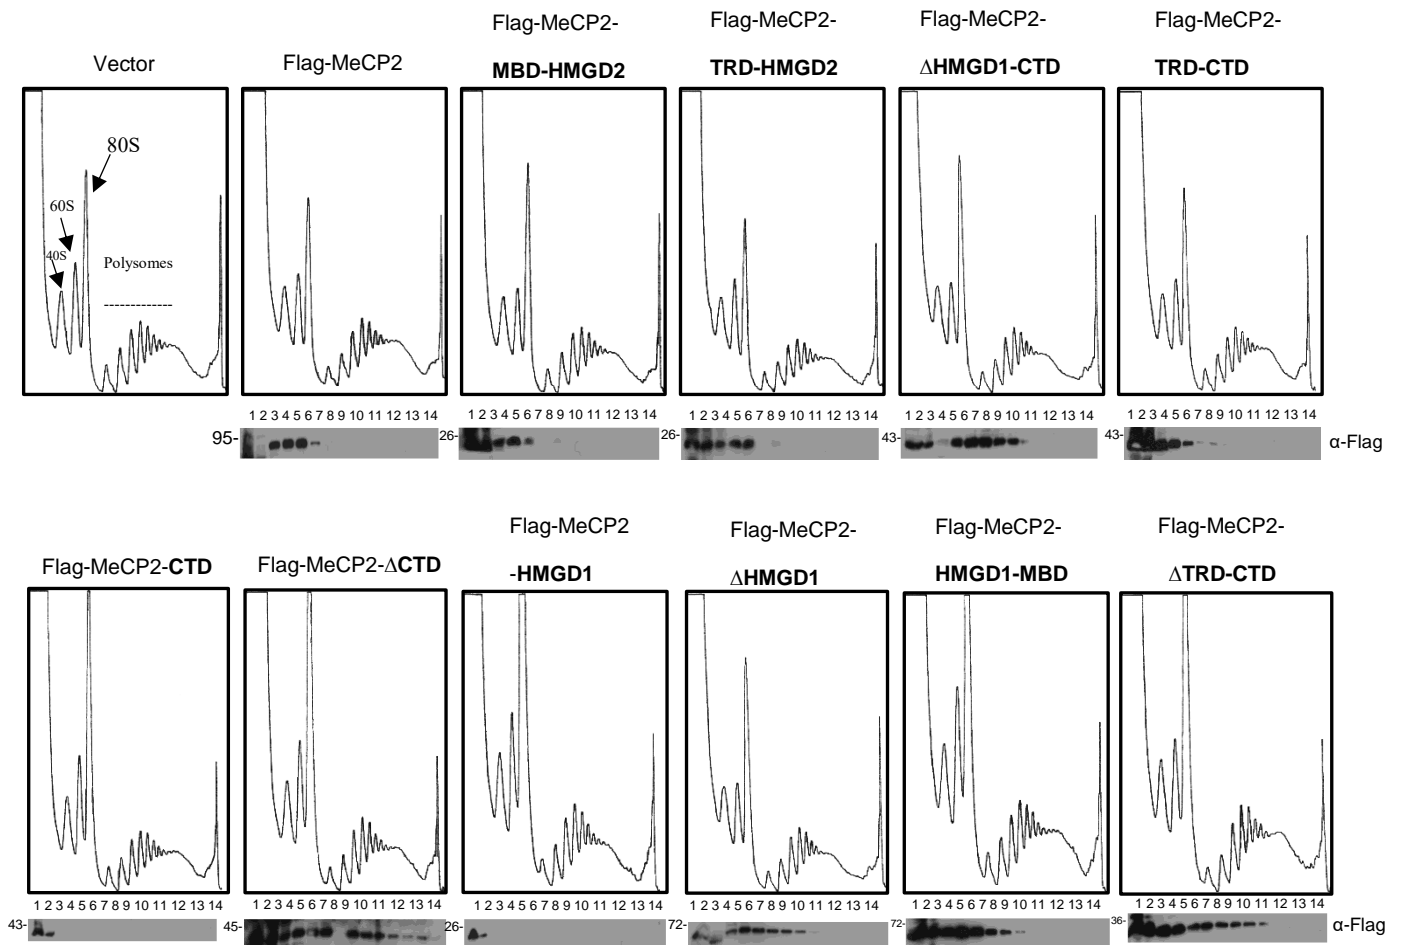 Vector
Flag-MeCP2
Flag-MeCP2-
MBD-HMGD2
Flag-MeCP2-
TRD-HMGD2
Flag-MeCP2-
ΔHMGD1-CTD
Flag-MeCP2-
TRD-CTD
80S
60S
40S
Polysomes
-------------
1 2 3 4 5 6 7 8 9 10 11 12 13 14
1 2 3 4 5 6 7 8 9 10 11 12 13 14
1 2 3 4 5 6 7 8 9 10 11 12 13 14
1 2 3 4 5 6 7 8 9 10 11 12 13 14
1 2 3 4 5 6 7 8 9 10 11 12 13 14
95-
26-
26-
43-
43-
α-Flag
Flag-MeCP2-CTD
Flag-MeCP2-ΔCTD
Flag-MeCP2
-HMGD1
Flag-MeCP2-
ΔHMGD1
Flag-MeCP2-
HMGD1-MBD
Flag-MeCP2-
ΔTRD-CTD
1 2 3 4 5 6 7 8 9 10 11 12 13 14
1 2 3 4 5 6 7 8 9 10 11 12 13 14
1 2 3 4 5 6 7 8 9 10 11 12 13 14
1 2 3 4 5 6 7 8 9 10 11 12 13 14
1 2 3 4 5 6 7 8 9 10 11 12 13 14
1 2 3 4 5 6 7 8 9 10 11 12 13 14
43-
45-
26-
72-
72-
36-
α-Flag